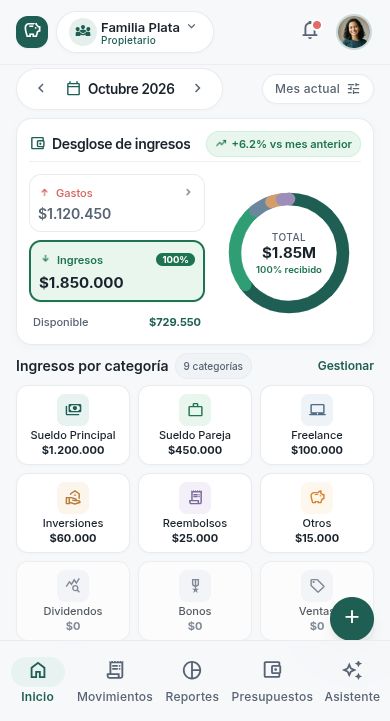 Familia Plata
Propietario
Octubre 2026
Mes actual
Desglose de ingresos
+6.2% vs mes anterior
Gastos
$1.120.450
Ingresos
100%
$1.850.000
Disponible
$729.550
TOTAL
$1.85M
100% recibido
Ingresos por categoría
9 categorías
Gestionar
Sueldo Principal
$1.200.000
Sueldo Pareja
$450.000
Freelance
$100.000
Inversiones
$60.000
Reembolsos
$25.000
Otros
$15.000
Dividendos
$0
Bonos
$0
Ventas
$0
Inicio
Movimientos
Reportes
Presupuestos
Asistente